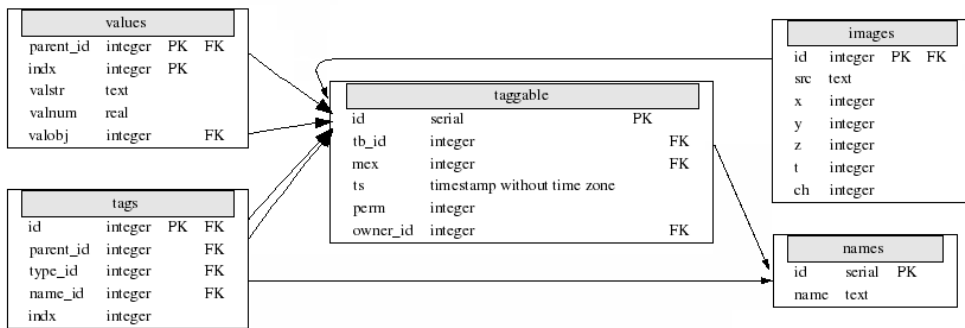 values
parent_id integer PK FK
indx integer PK
valstr text
valnum real
valobj integer FK
tags
id integer PK FK
parent_id integer FK
type_id integer FK
name_id integer FK
indx integer
taggable
id serial PK
tb_id integer FK
mex integer FK
ts timestamp without time zone
perm integer
owner_id integer FK
images
id integer PK FK
src text
x integer
y integer
z integer
t integer
ch integer
names
id serial PK
name text